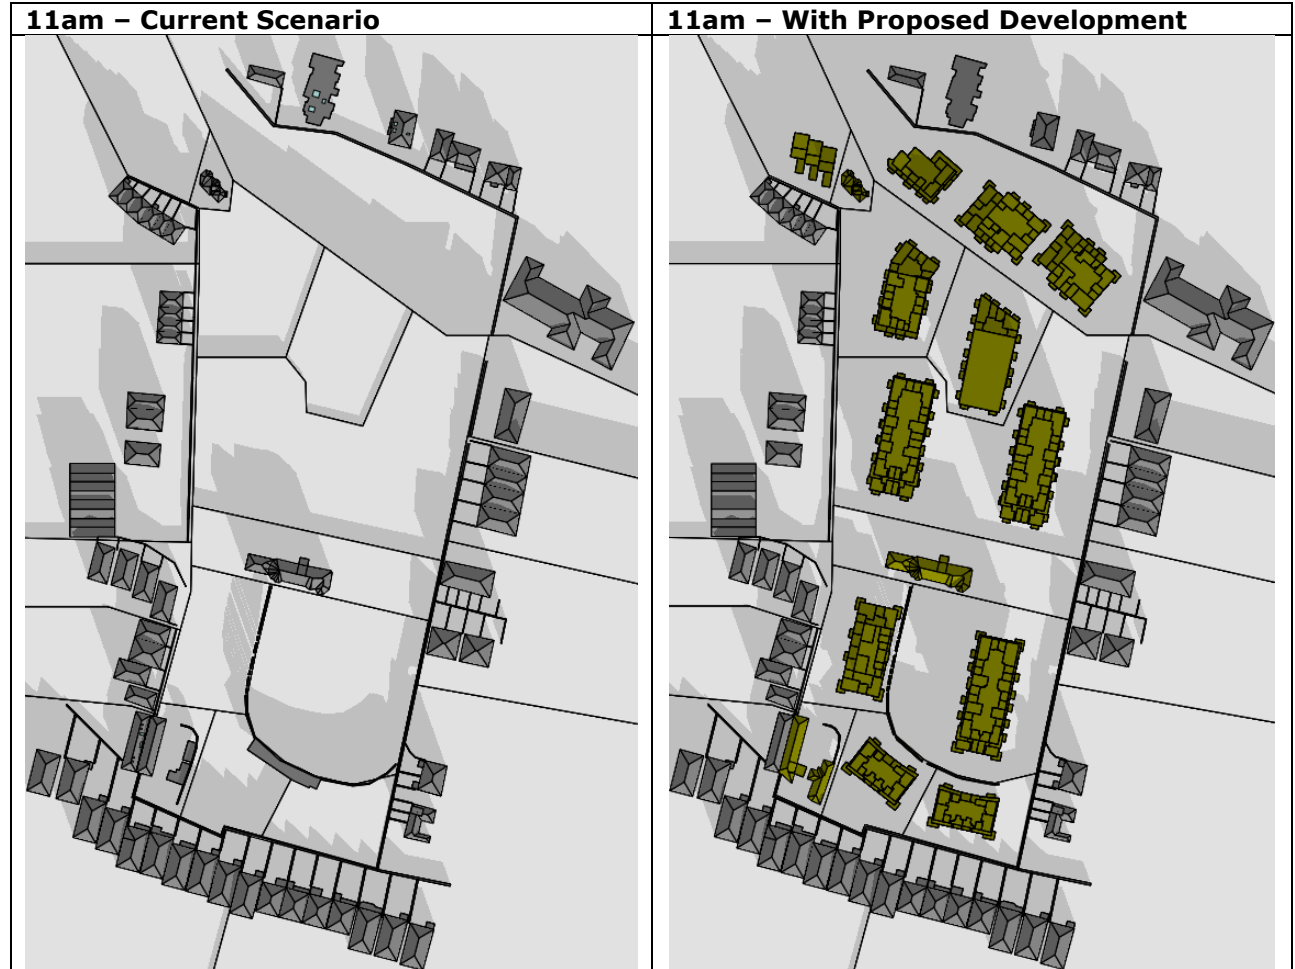 11am – Current Scenario
11am – With Proposed Development